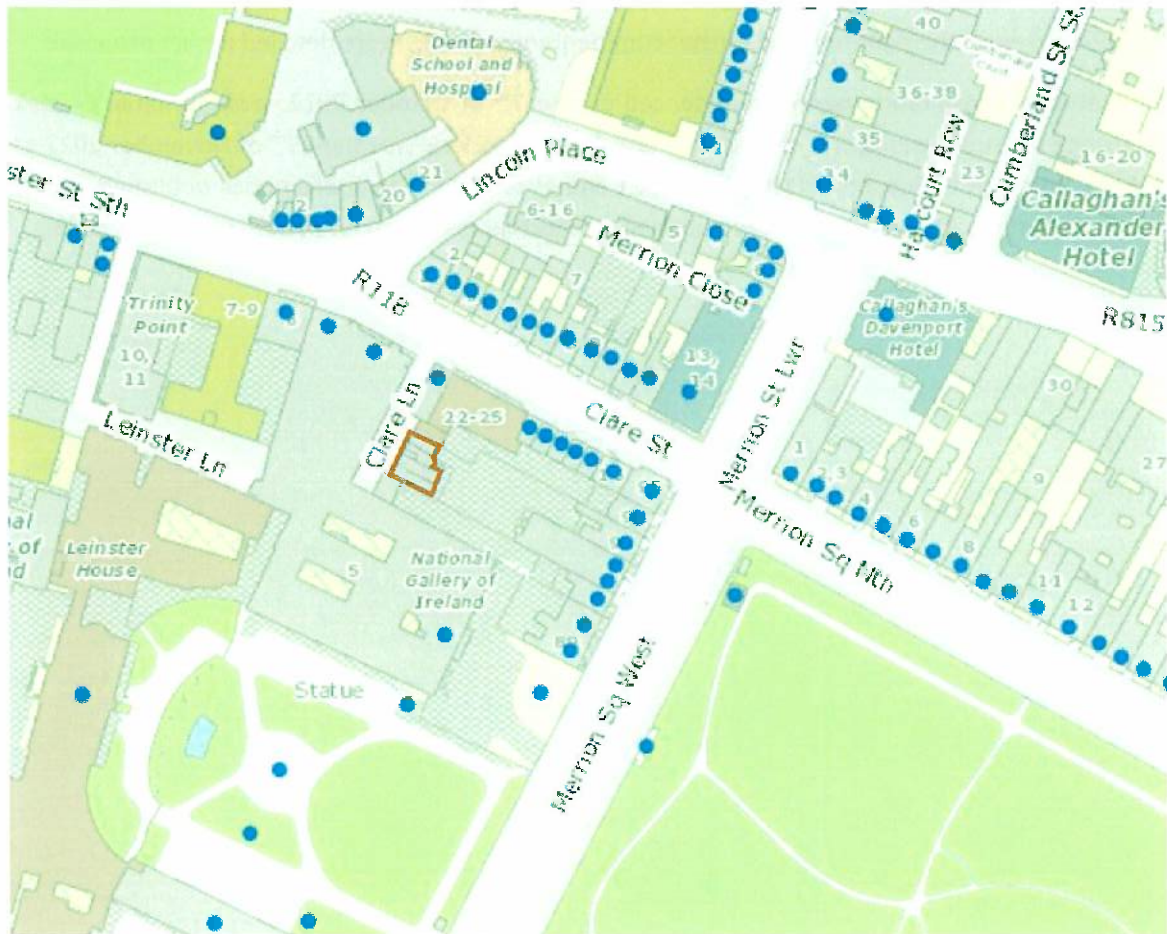 Dental
School and
Hospital
40
Cumberland St S
36-38
35
34
Harcourt Row
23
16-20
Callaghan's
Alexander
Hotel
Lincoln Place
21
20
2
ster St Sth
6-16
5
Merrion Close
2
7
R118
Trinity
Point
7-9
10,
11
Callaghan's
Davenport
Hotel
R815
13,
14
Merrion St Lwr
30
Clare St
Clare Ln
22-25
Leinster Ln
1
3
4
6
8
9
11
12
27
Merrion Sq Nth
Leinster
House
5
National
Gallery of
Ireland
Statue
Merrion Sq West